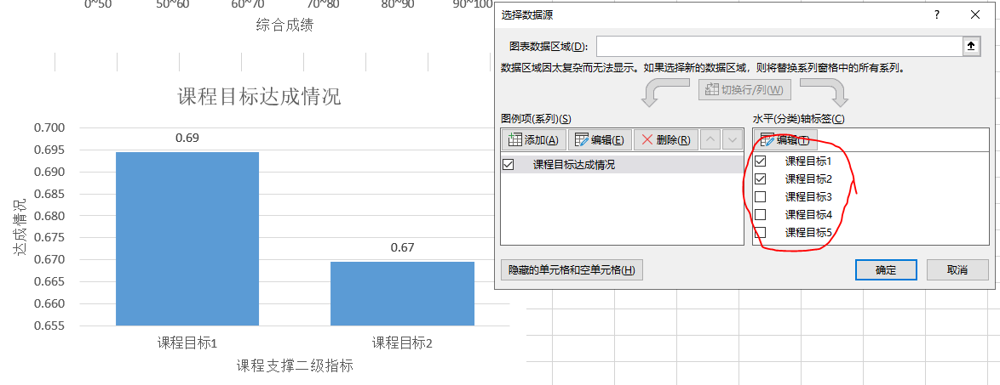 0~50 50~60 60~70 70~80 80~90 90~100
综合成绩
课程目标达成情况
0.700
0.695
0.690
0.685
0.680
0.675
0.670
0.665
0.660
0.655
达成情况
0.69
0.67
课程目标1 课程目标2
课程支撑二级指标
选择数据源 ?
图表数据区域(D):
数据区域因太复杂而无法显示。如果选择新的数据区域，则将替换系列窗格中的所有系列。
切换行/列(W)
图例项(系列)(S)
添加(A) 编辑(E) 删除(R)
课程目标达成情况
水平(分类)轴标签(C)
编辑(T)
课程目标1
课程目标2
课程目标3
课程目标4
课程目标5
隐藏的单元格和空单元格(H)
确定 取消